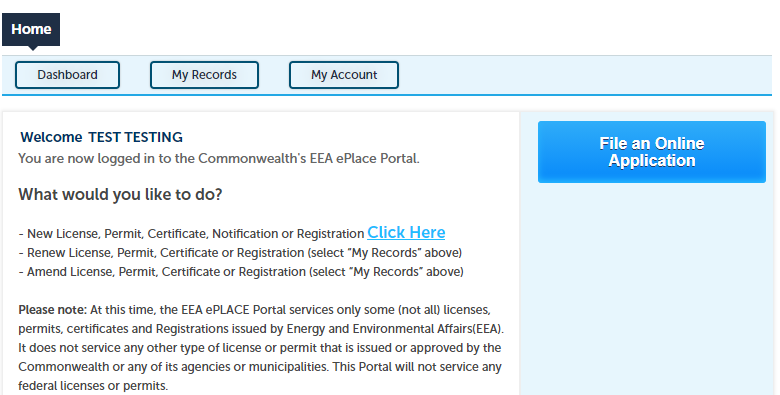 Home
Dashboard
My Records
My Account
Welcome TEST TESTING
You are now logged in to the Commonwealth's EEA ePlace Portal.
File an Online
Application
What would you like to do?
- New License, Permit, Certificate, Notification or Registration Click Here
- Renew License, Permit, Certificate or Registration (select "My Records" above)
- Amend License, Permit, Certificate or Registration (select "My Records" above)
Please note: At this time, the EEA ePLACE Portal services only some (not all) licenses,
permits, certificates and Registrations issued by Energy and Environmental Affairs(EEA).
It does not service any other type of license or permit that is issued or approved by the
Commonwealth or any of its agencies or municipalities. This Portal will not service any
federal licenses or permits.